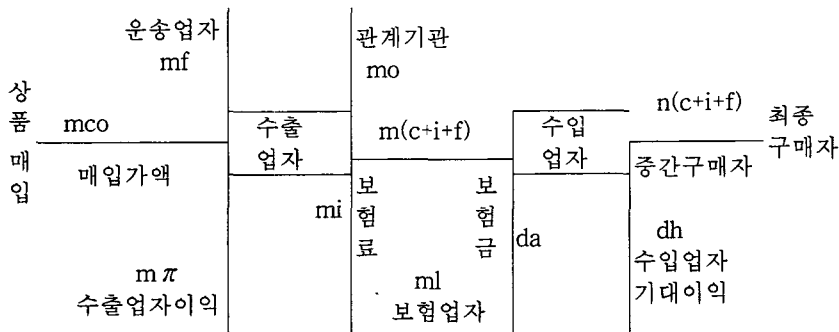 운송업자
mf
관계기관
mo
상품 매입
mco
매입가액
수출
업자
m(c+i+f)
수입
업자
n(c+i+f)
최종
구매자
중간구매자
mi
보험료
보험금
da
dh
수입업자
기대이익
mπ
수출업자이익
ml
보험업자